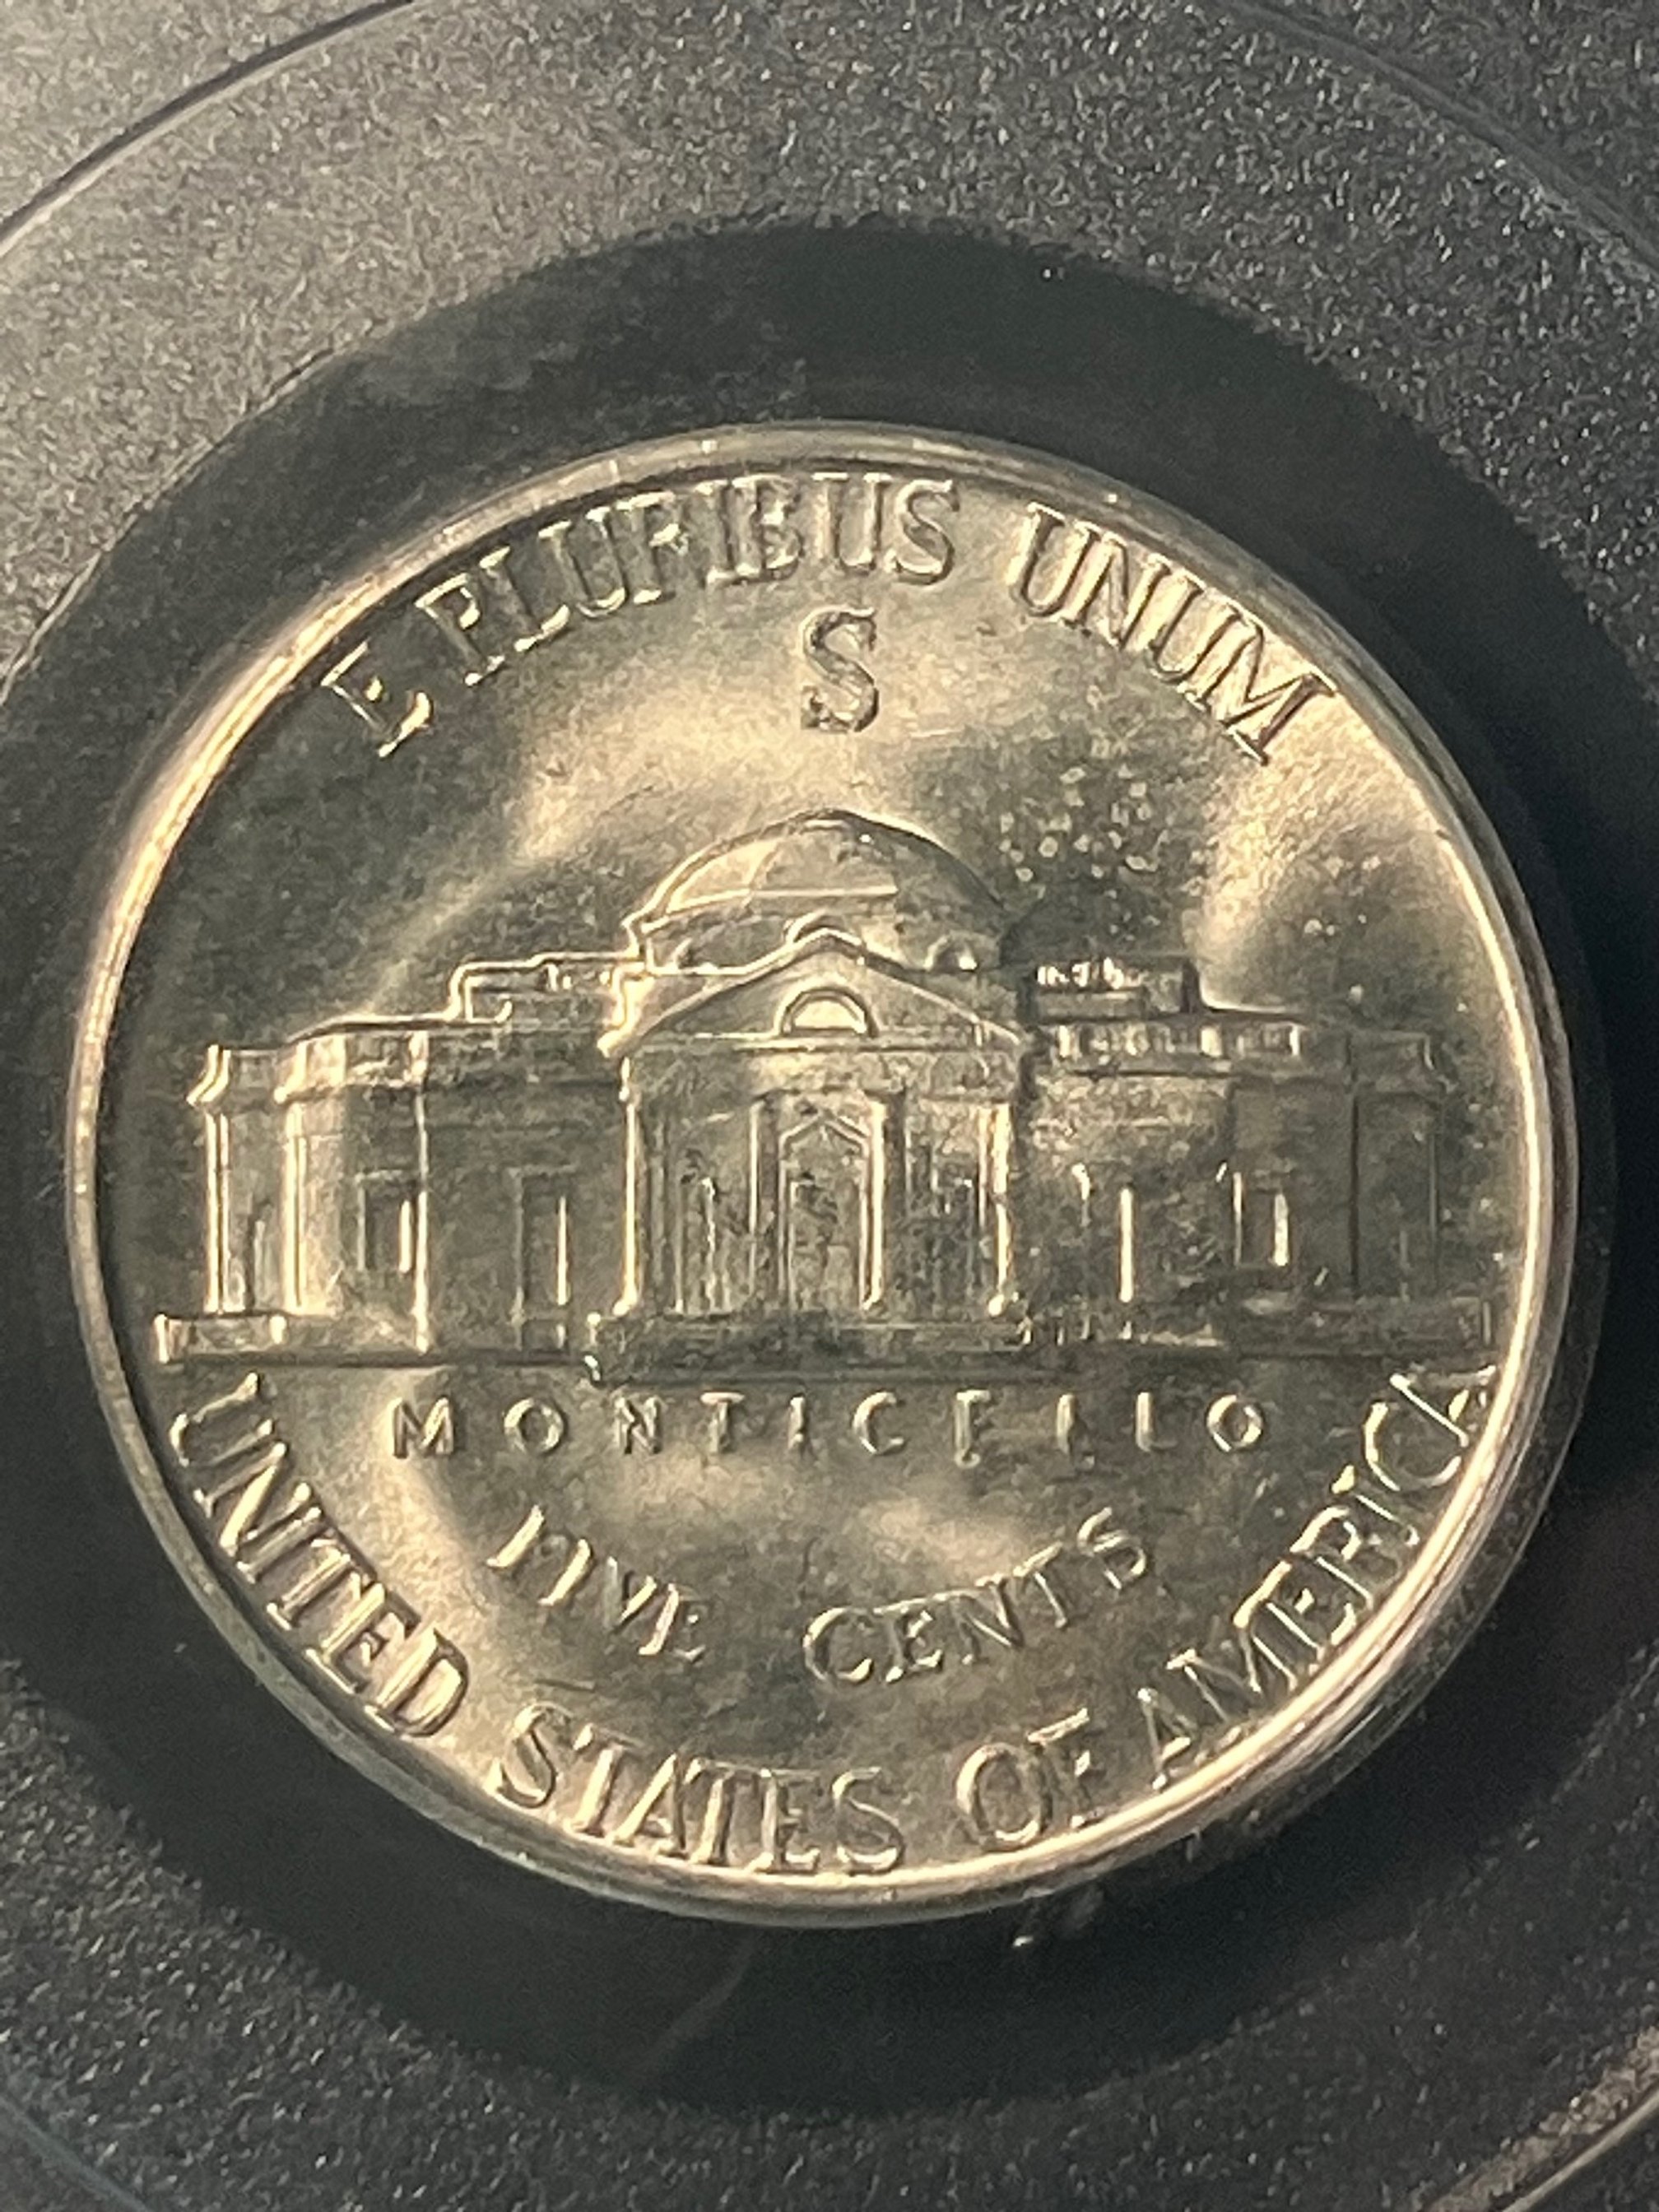 E PLURIBUS UNUM
S
MONTICELLO
FIVE CENTS
UNITED STATES OF AMERICA